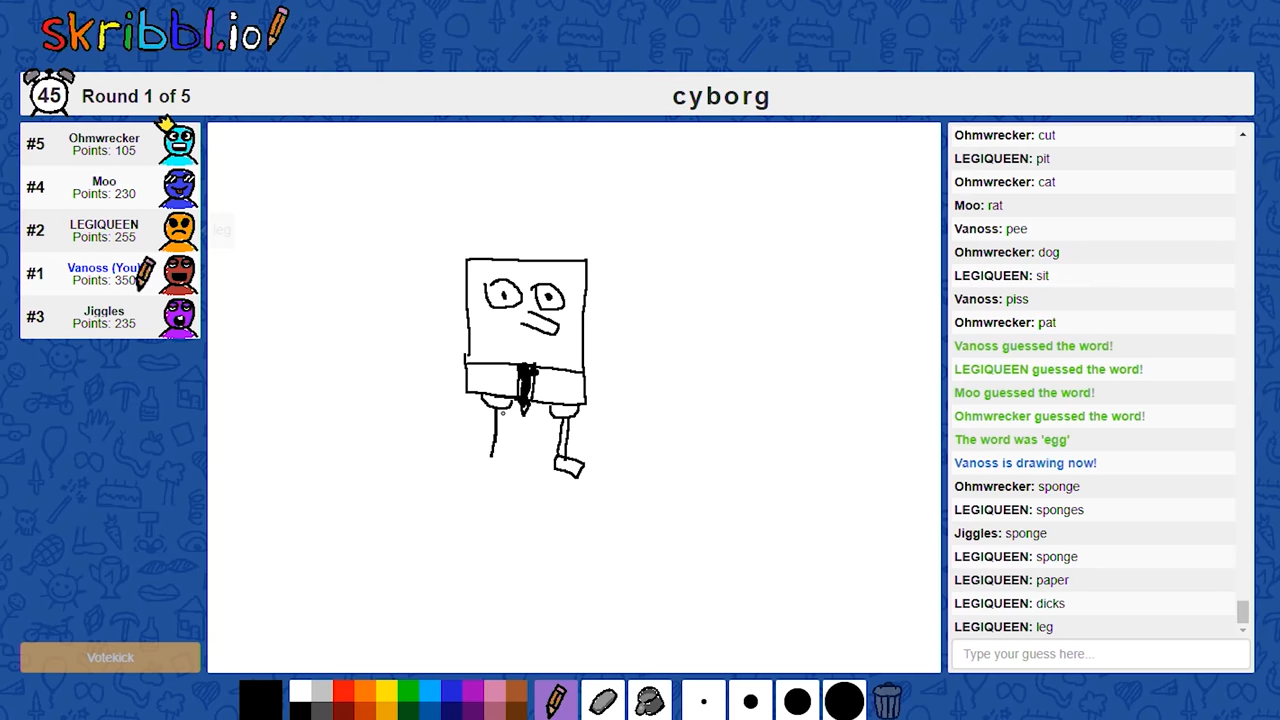 skribbl.io
45
Round 1 of 5
cyborg
#5
Ohmwrecker
Points: 105
#4
Moo
Points: 230
#2
LEGIQUEEN
Points: 255
#1
Vanoss (You)
Points: 350
#3
Jiggles
Points: 235
leg
Votekick
Ohmwrecker: cut
LEGIQUEEN: pit
Ohmwrecker: cat
Moo: rat
Vanoss: pee
Ohmwrecker: dog
LEGIQUEEN: sit
Vanoss: piss
Ohmwrecker: pat
Vanoss guessed the word!
LEGIQUEEN guessed the word!
Moo guessed the word!
Ohmwrecker guessed the word!
The word was 'egg'
Vanoss is drawing now!
Ohmwrecker: sponge
LEGIQUEEN: sponges
Jiggles: sponge
LEGIQUEEN: sponge
LEGIQUEEN: paper
LEGIQUEEN: dicks
LEGIQUEEN: leg
Type your guess here...